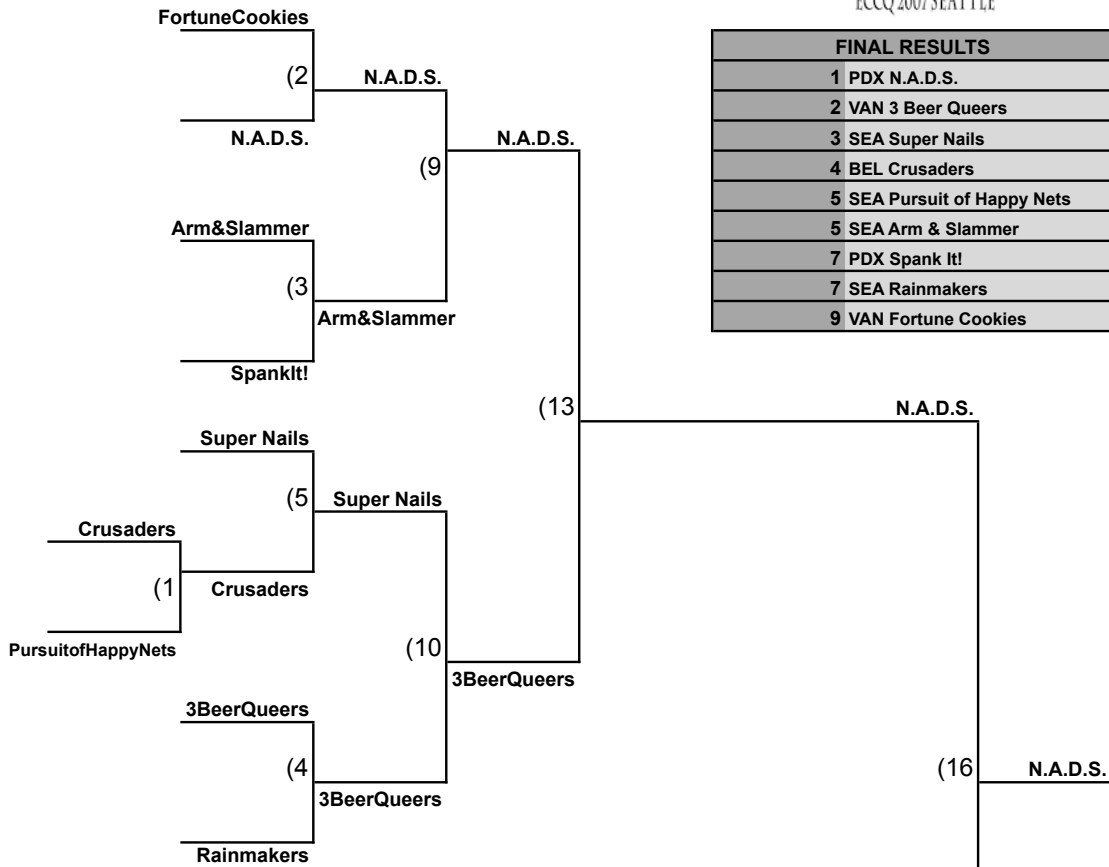 ECCQ 2007 SEATTLE
FortuneCookies
(2
N.A.D.S.
N.A.D.S.
(9
N.A.D.S.
Arm&Slammer
(3
Arm&Slammer
SpankIt!
(13
N.A.D.S.
Super Nails
(5
Super Nails
Crusaders
(1
Crusaders
PursuitofHappyNets
(10
3BeerQueers
3BeerQueers
(4
3BeerQueers
Rainmakers
(16
N.A.D.S.
FINAL RESULTS
1 PDX N.A.D.S.
2 VAN 3 Beer Queers
3 SEA Super Nails
4 BEL Crusaders
5 SEA Pursuit of Happy Nets
5 SEA Arm & Slammer
7 PDX Spank It!
7 SEA Rainmakers
9 VAN Fortune Cookies